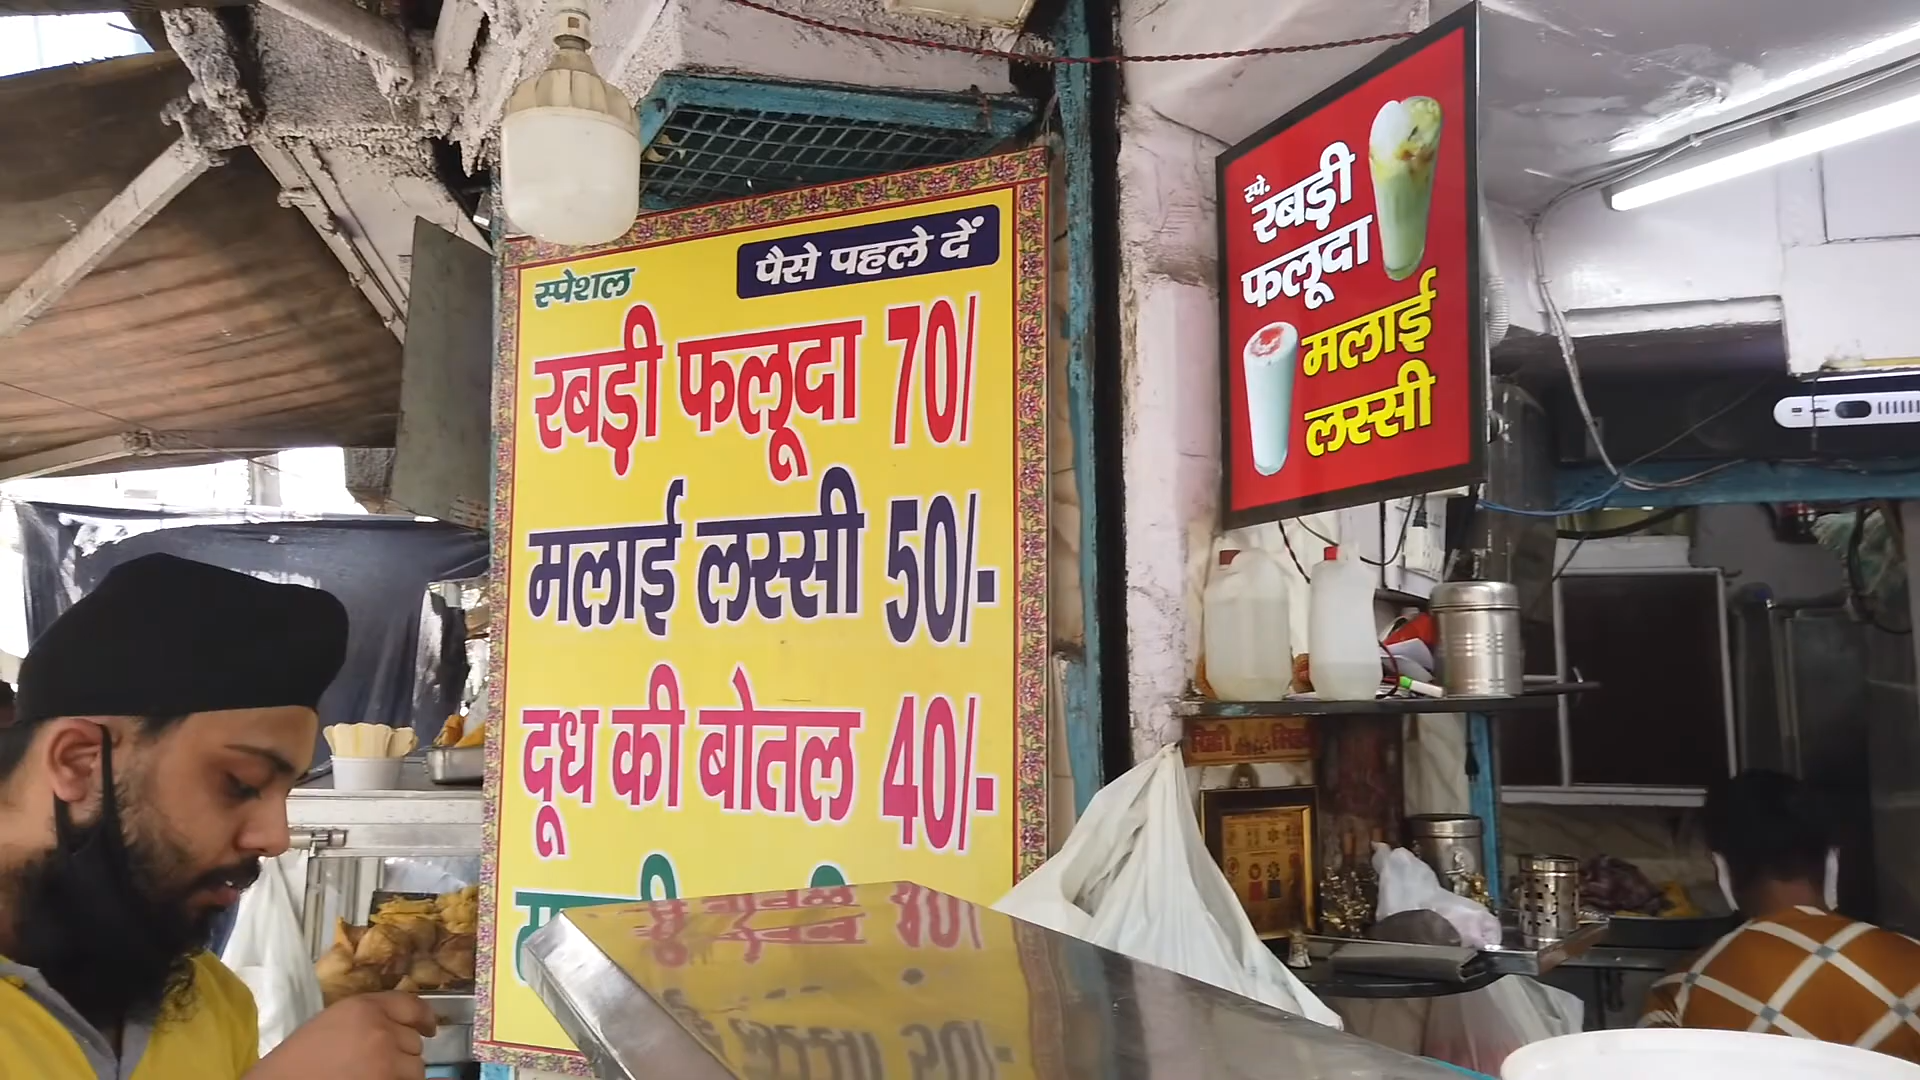 स्पेशल
पैसे पहले दें
रबड़ी फलूदा 70/
मलाई लस्सी 50/-
दूध की बोतल 40/-
स्पे.
रबड़ी
फलूदा
मलाई
लस्सी